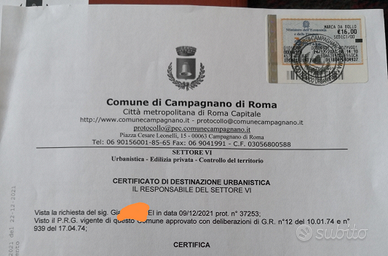 MARCA DA BOLLO
€16,00
Comune di Campagnano di Roma
Città metropolitana di Roma Capitale
http://www.comunecampagnano.it - protocollo@comunecampagnano.it
protocollo@pec.comunecampagnano.it
Piazza Cesare Leonelli, 15 - 00063 Campagnano di Roma
Tel: 06 90156001-85-65 Fax: 06 9041991 - C.F. 03056800588
SETTORE VI
Urbanistica - Edilizia privata - Controllo del territorio
CERTIFICATO DI DESTINAZIONE URBANISTICA
IL RESPONSABILE DEL SETTORE VI
Vista la richiesta del sig. Gi EI in data 09/12/2021 prot. n° 37253;
Visto il P.R.G. vigente di questo Comune approvato con deliberazioni di G.R. n°12 del 10.01.74 e n°
939 del 17.04.74;
CERTIFICA
subito